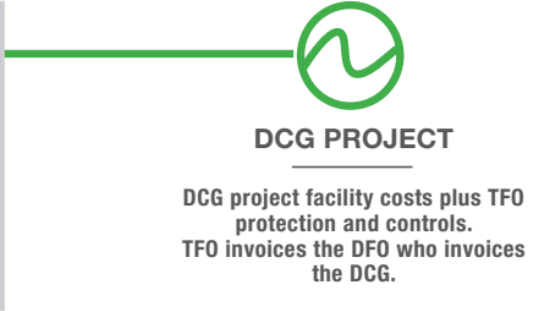 DCG PROJECT
DCG project facility costs plus TFO
protection and controls.
TFO invoices the DFO who invoices
the DCG.